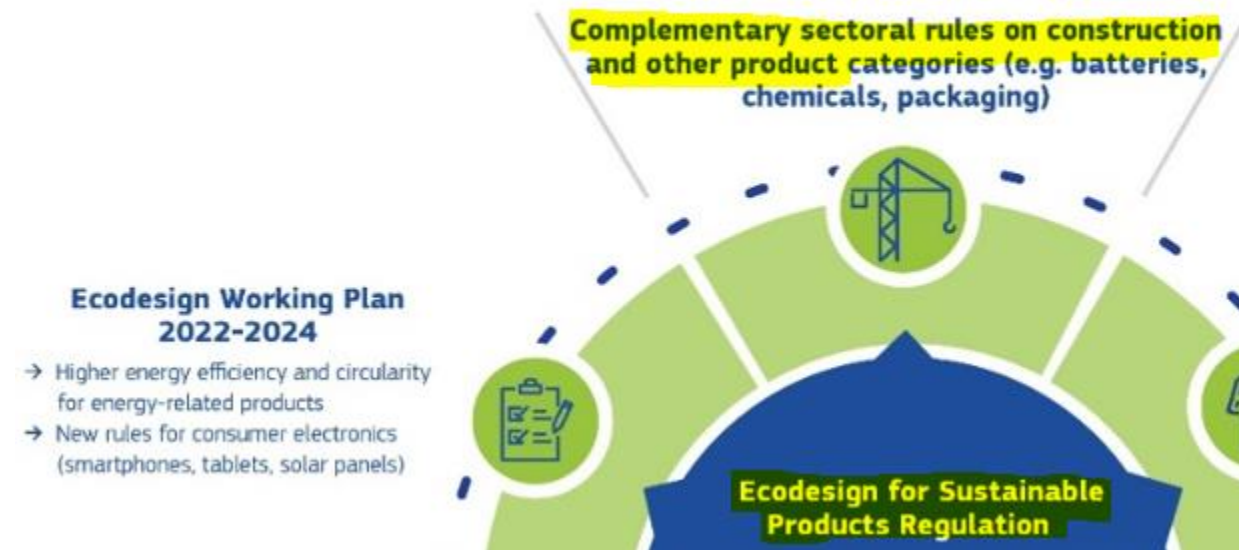 Complementary sectoral rules on construction
and other product categories (e.g. batteries,
chemicals, packaging)
Ecodesign Working Plan
2022-2024
→ Higher energy efficiency and circularity
for energy-related products
→ New rules for consumer electronics
(smartphones, tablets, solar panels)
Ecodesign for Sustainable
Products Regulation